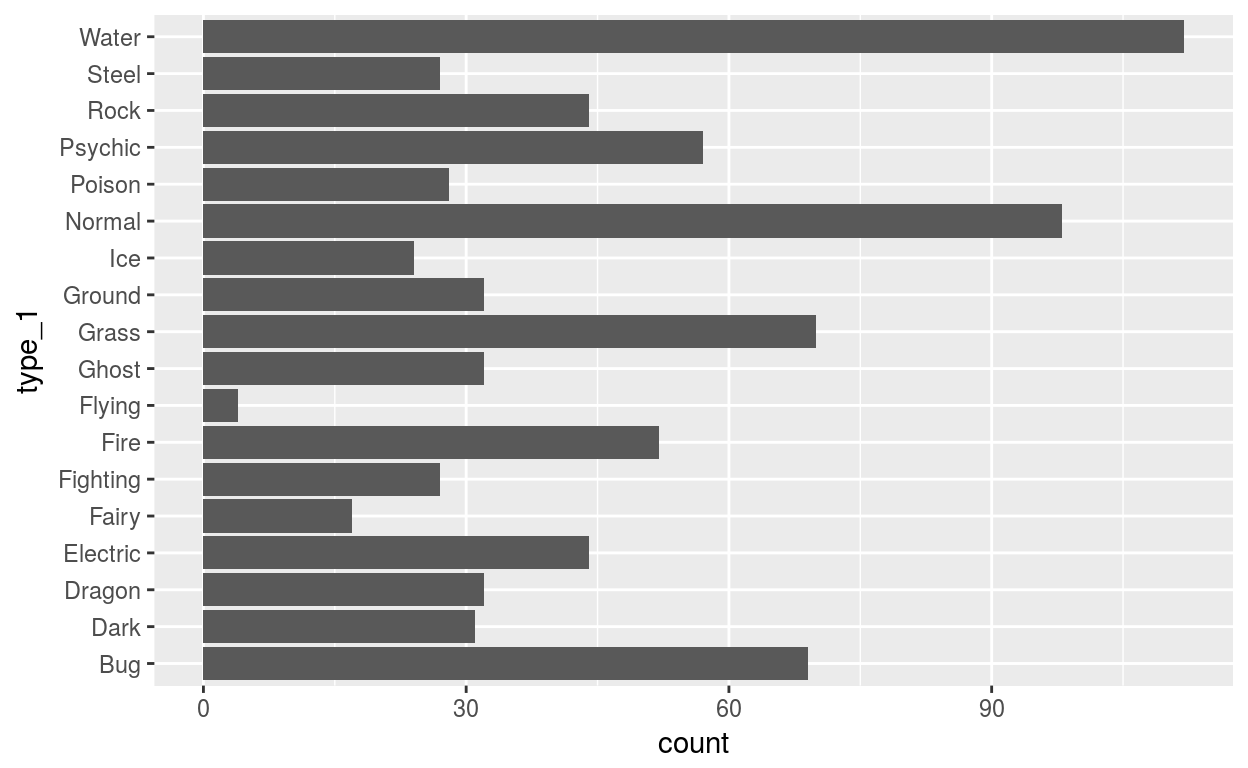 Water
Steel
Rock
Psychic
Poison
Normal
Ice
Ground
Grass
Ghost
Flying
Fire
Fighting
Fairy
Electric
Dragon
Dark
Bug
type_1
0 30 60 90
count